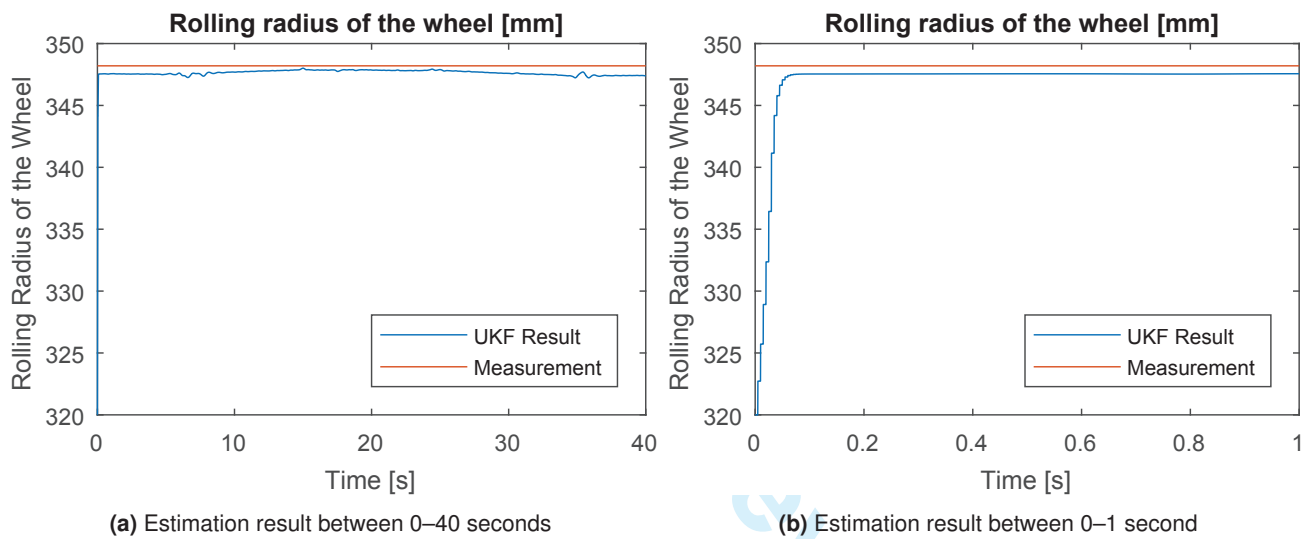 Rolling radius of the wheel [mm]
Rolling Radius of the Wheel
350
345
340
335
330
325
320
0
10
20
30
40
Time [s]
UKF Result
Measurement
(a) Estimation result between 0–40 seconds
Rolling radius of the wheel [mm]
Rolling Radius of the Wheel
350
345
340
335
330
325
320
0
0.2
0.4
0.6
0.8
1
Time [s]
UKF Result
Measurement
(b) Estimation result between 0–1 second